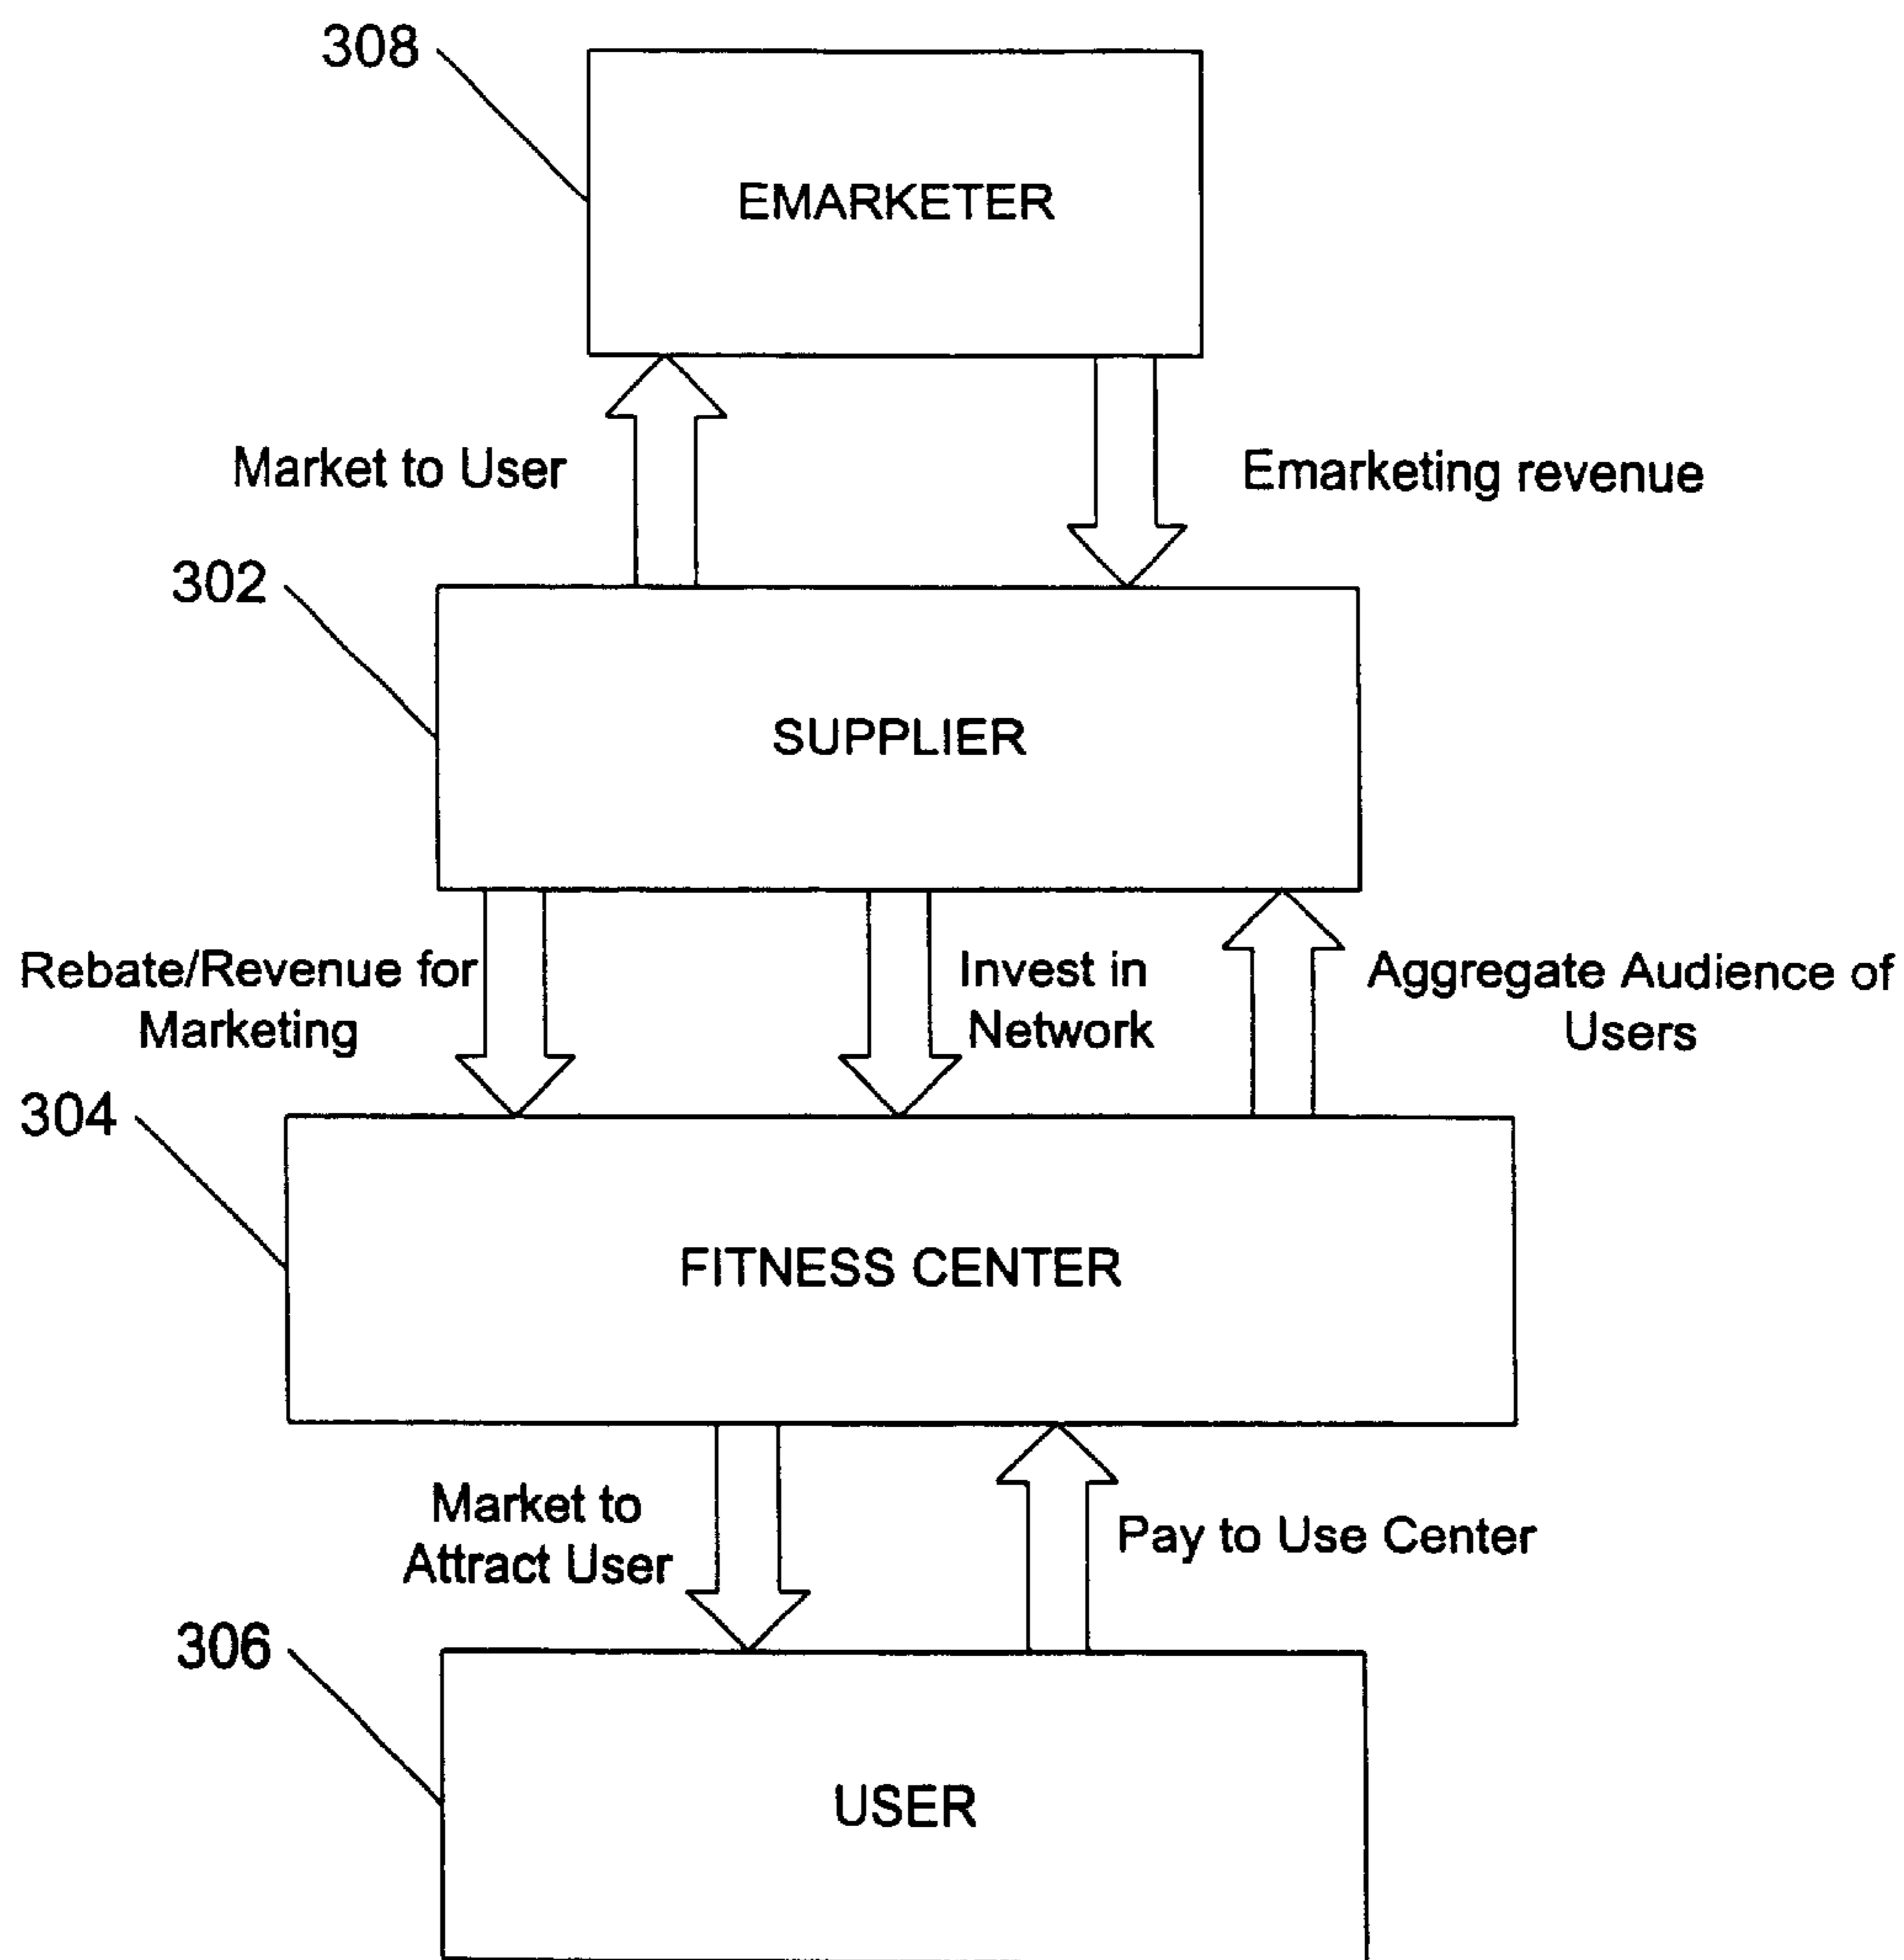 308
EMARKETER
Market to User
Emarketing revenue
302
SUPPLIER
Rebate/Revenue for
Marketing
Invest in
Network
Aggregate Audience of
Users
304
FITNESS CENTER
Market to
Attract User
Pay to Use Center
306
USER